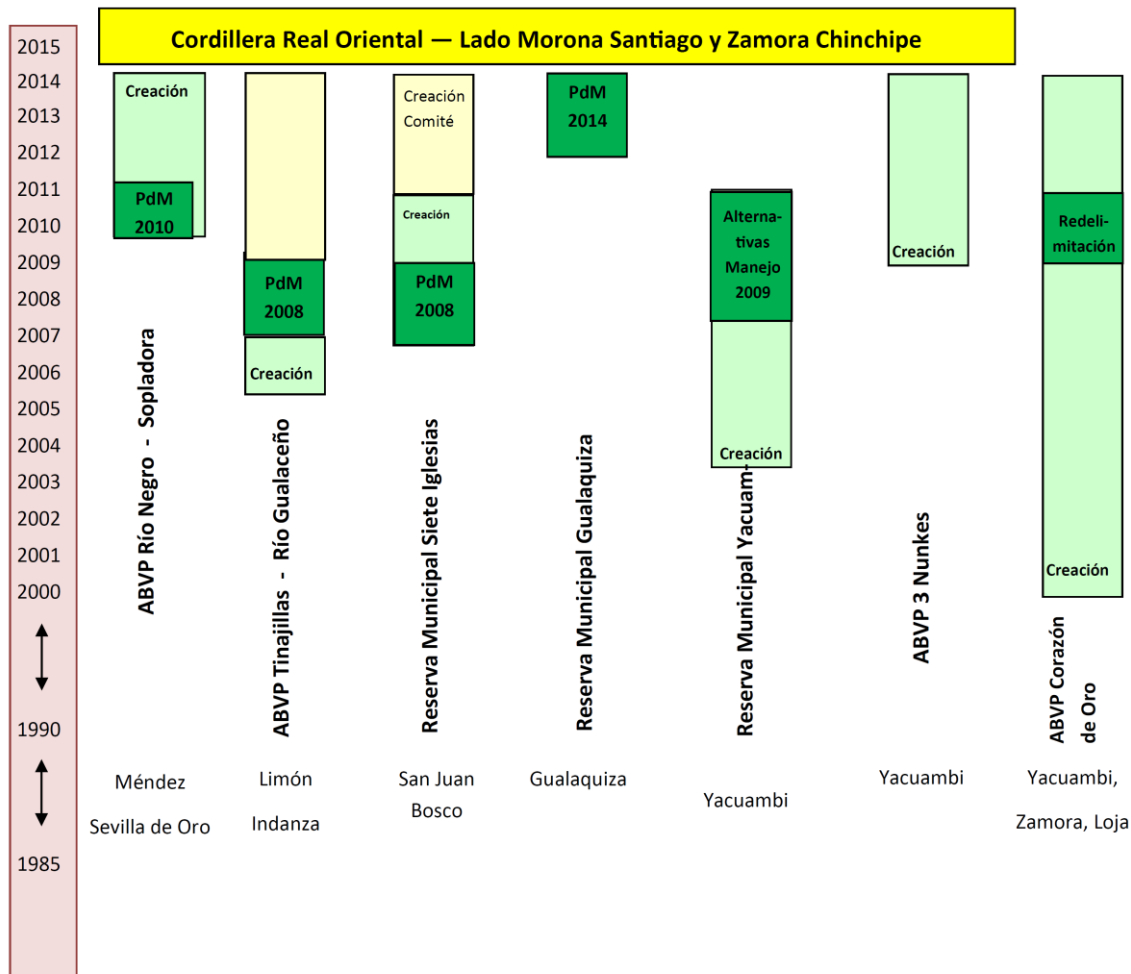 Cordillera Real Oriental — Lado Morona Santiago y Zamora Chinchipe
2015
2014
2013
2012
2011
2010
2009
2008
2007
2006
2005
2004
2003
2002
2001
2000
1990
1985
Creación
PdM
2010
ABVP Río Negro - Sopladora
Méndez
Sevilla de Oro
PdM
2008
Creación
ABVP Tinajillas - Río Gualaceño
Limón
Indanza
Creación
Comité
Creación
PdM
2008
Reserva Municipal Siete Iglesias
San Juan
Bosco
PdM
2014
Reserva Municipal Gualaquiza
Gualaquiza
Alterna-
tivas
Manejo
2009
Creación
Reserva Municipal Yacuam-
Yacuambi
Creación
ABVP 3 Nunkes
Yacuambi
Redeli-
mitación
Creación
ABVP Corazón
de Oro
Yacuambi,
Zamora, Loja